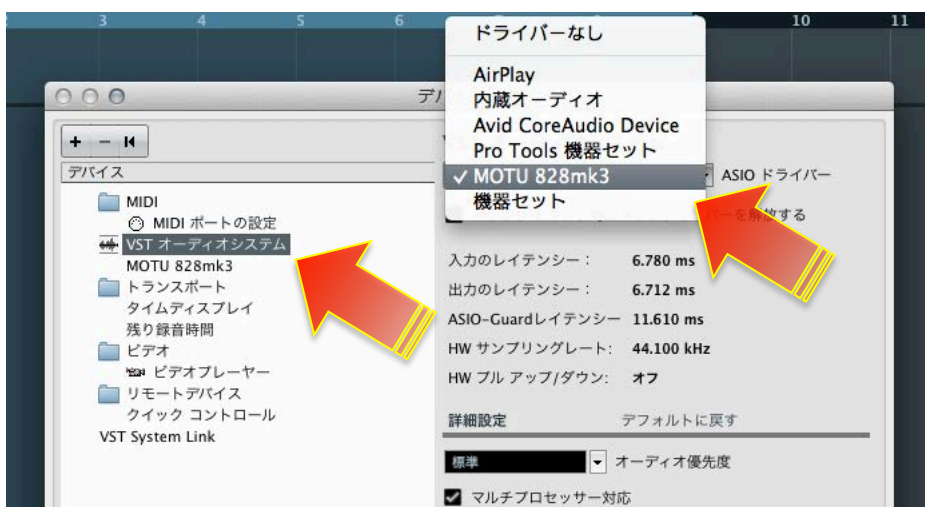 3 4 5 6 10 11
ドライバーなし
AirPlay
内蔵オーディオ
Avid CoreAudio Device
Pro Tools 機器セット
✓ MOTU 828mk3
機器セット
デバ
+ −
デバイス
MIDI
MIDI ポートの設定
VST オーディオシステム
MOTU 828mk3
トランスポート
タイムディスプレイ
残り録音時間
ビデオ
ビデオプレーヤー
リモートデバイス
クイック コントロール
VST System Link
ASIO ドライバー
を解放する
入力のレイテンシー: 6.780 ms
出力のレイテンシー: 6.712 ms
ASIO-Guardレイテンシー 11.610 ms
HW サンプリングレート: 44.100 kHz
HW プル アップ/ダウン: オフ
詳細設定 デフォルトに戻す
標準 オーディオ優先度
マルチプロセッサー対応